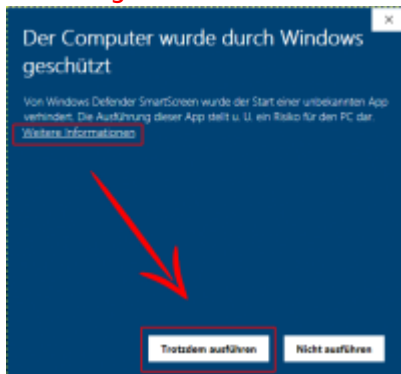 Der Computer wurde durch Windows
geschützt
Von Windows Defender SmartScreen wurde der Start einer unbekannten App
verhindert. Die Ausführung dieser App stellt u. U. ein Risiko für den PC dar.
Weitere Informationen
Trotzdem ausführen
Nicht ausführen